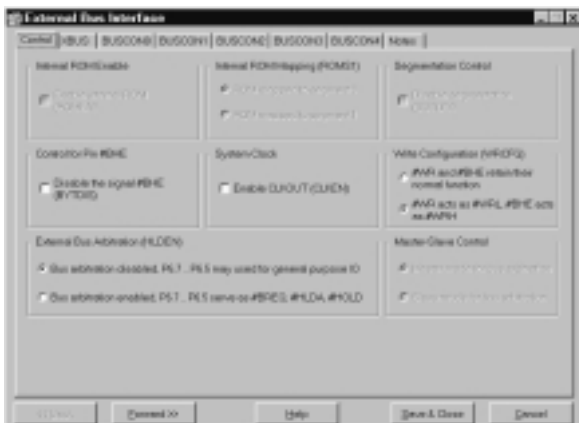 External Bus Interface
Control XBUS BUSCON0 BUSCON1 BUSCON2 BUSCON3 BUSCON4 Notes
Internal ROM Enable
Internal ROM Mapping (ROMS1)
Segmentation Control
Control for Pin #BHE
Disable the signal #BHE
(BYTDIS)
System Clock
Enable CLKOUT (CLKEN)
Write Configuration (WRCFG)
#WR and #BHE retain their
normal function
#WR acts as #WRL, #BHE acts
as #WRH
External Bus Arbitration (HLDEN)
Bus arbitration disabled, P6.7 .. P6.5 may used for general purpose IO
Bus arbitration enabled, P6.7 .. P6.5 serve as #BREQ, #HLDA, #HOLD
Master-Slave Control
Forward >>
Help
Save & Close
Cancel